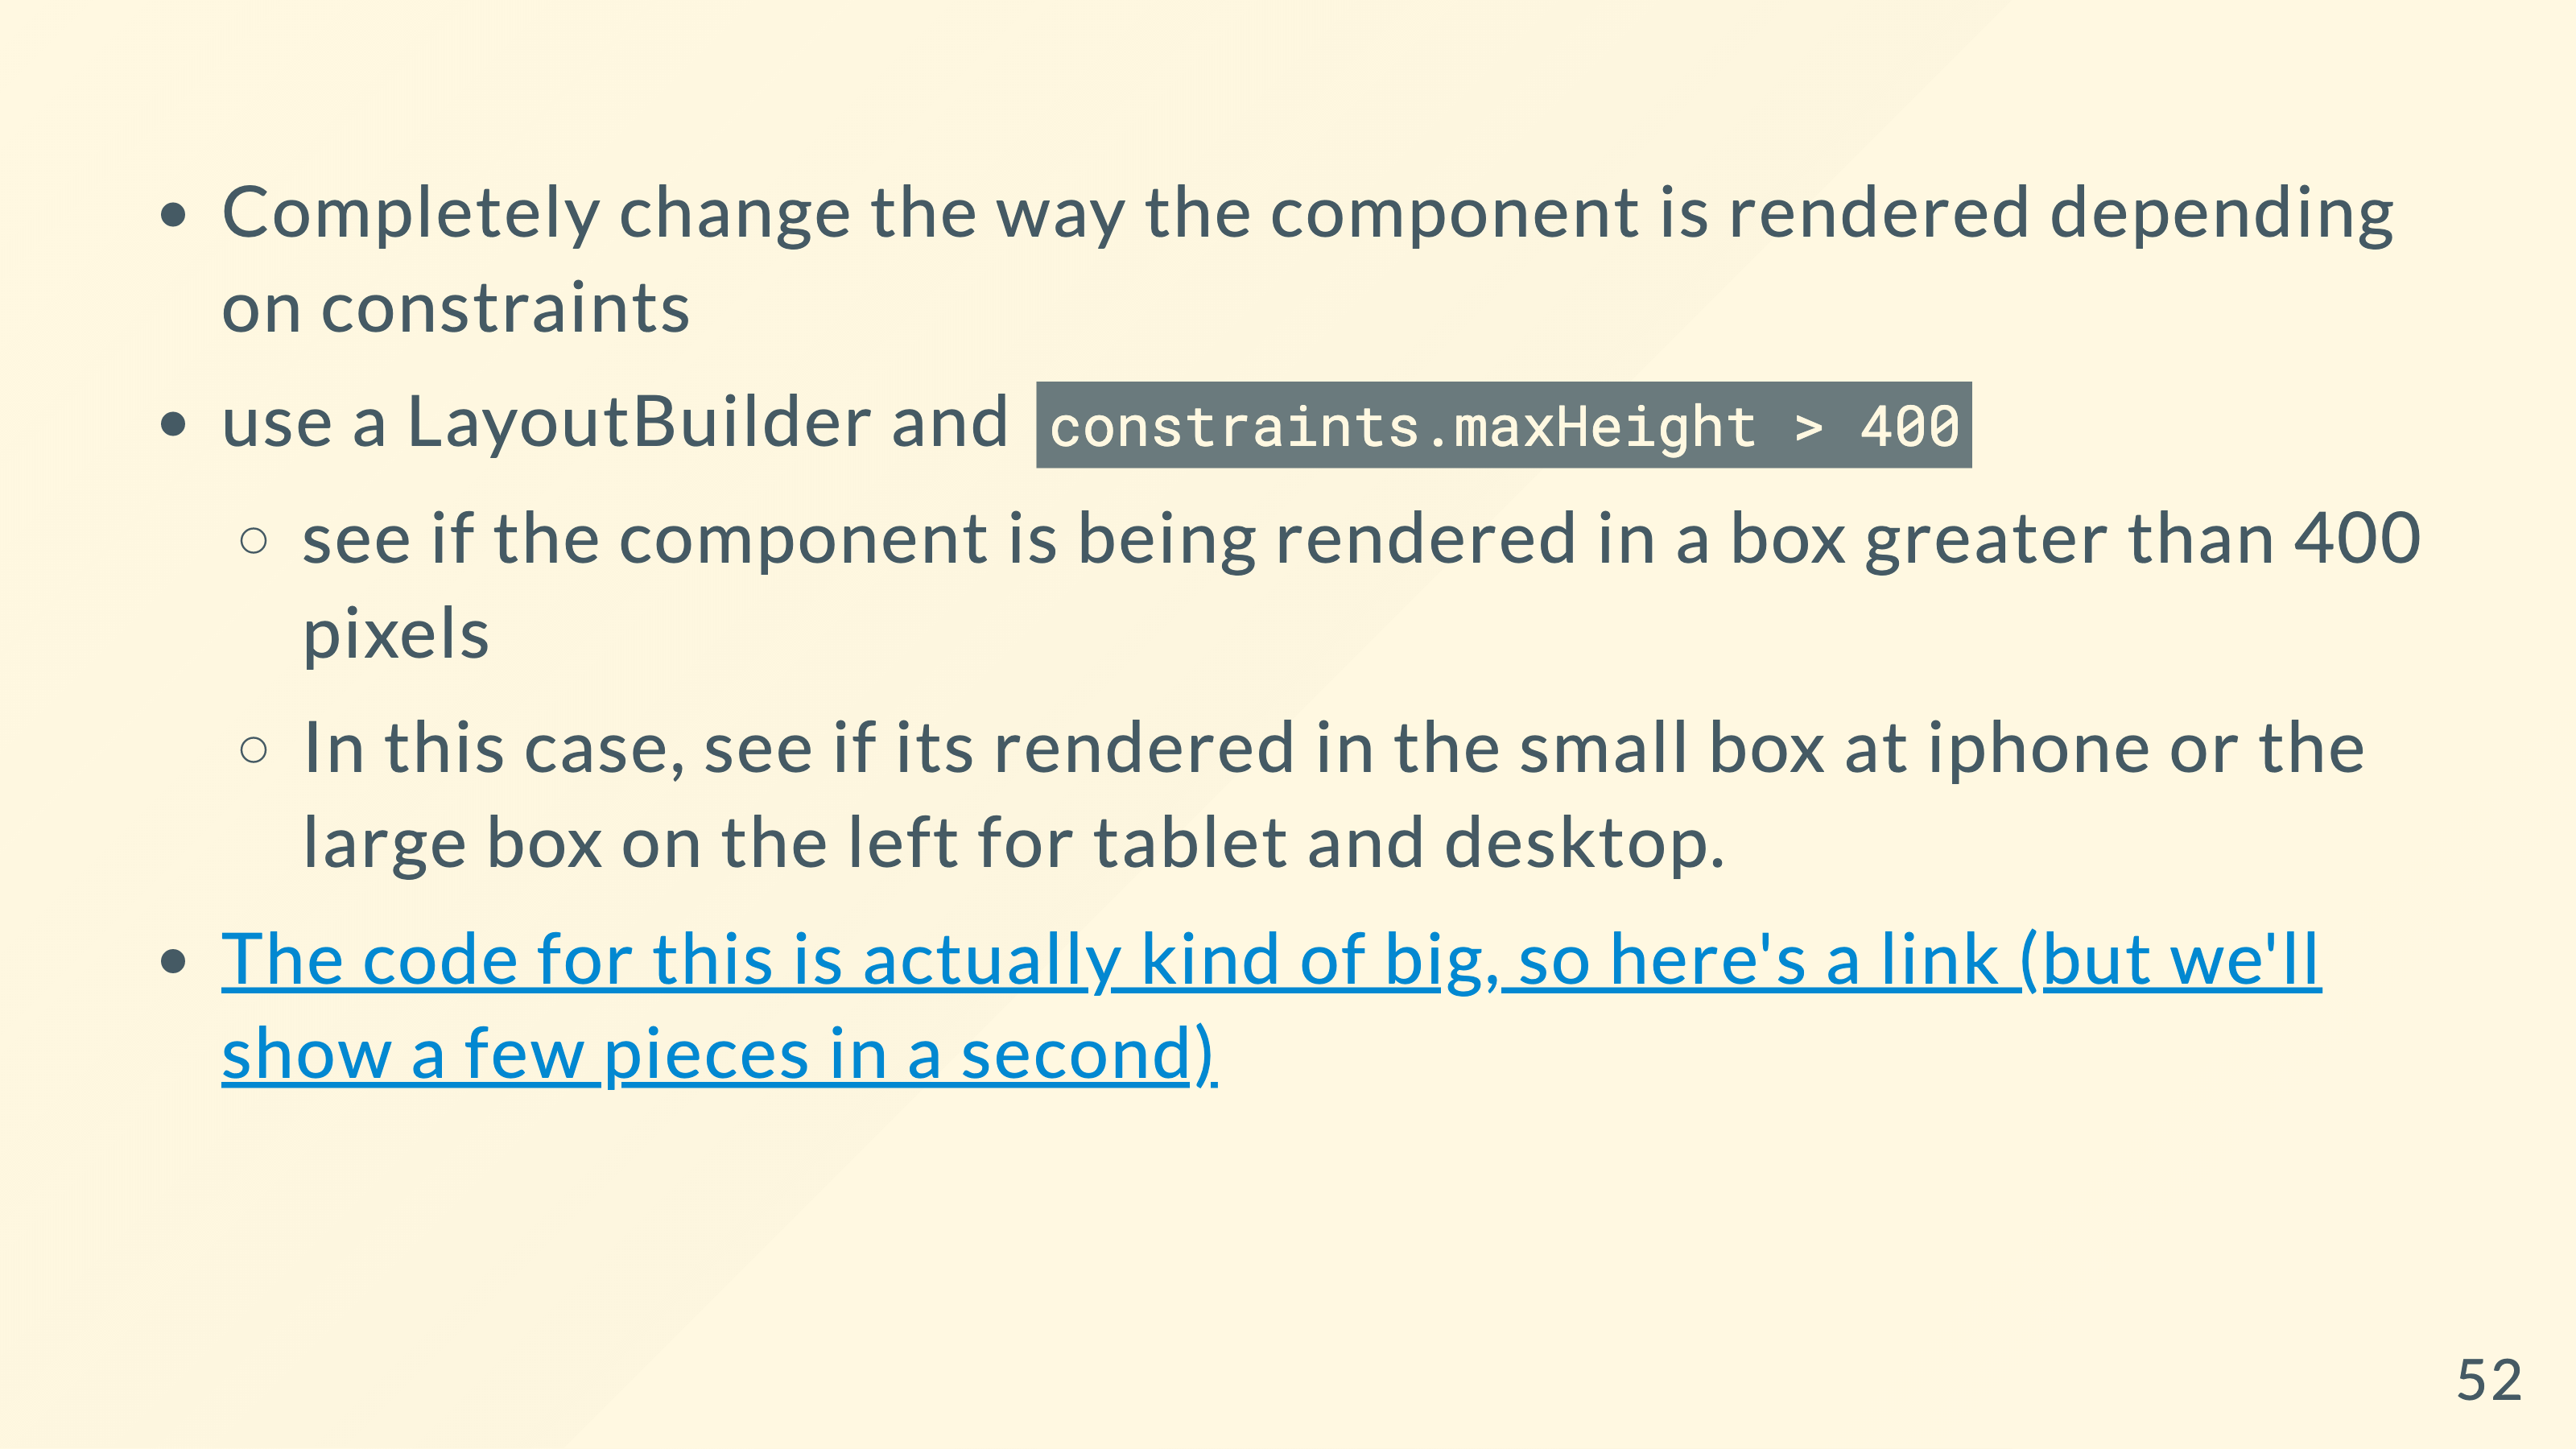 Completely change the way the component is rendered depending
on constraints
use a LayoutBuilder and constraints.maxHeight > 400
see if the component is being rendered in a box greater than 400
pixels
In this case, see if its rendered in the small box at iphone or the
large box on the left for tablet and desktop.
The code for this is actually kind of big, so here's a link (but we'll
show a few pieces in a second)
52